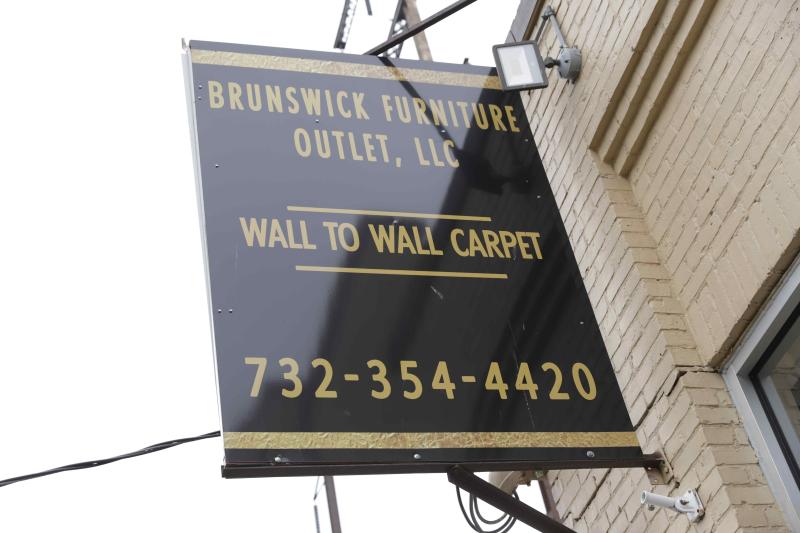 BRUNSWICK FURNITURE
OUTLET, LLC
WALL TO WALL CARPET
732-354-4420